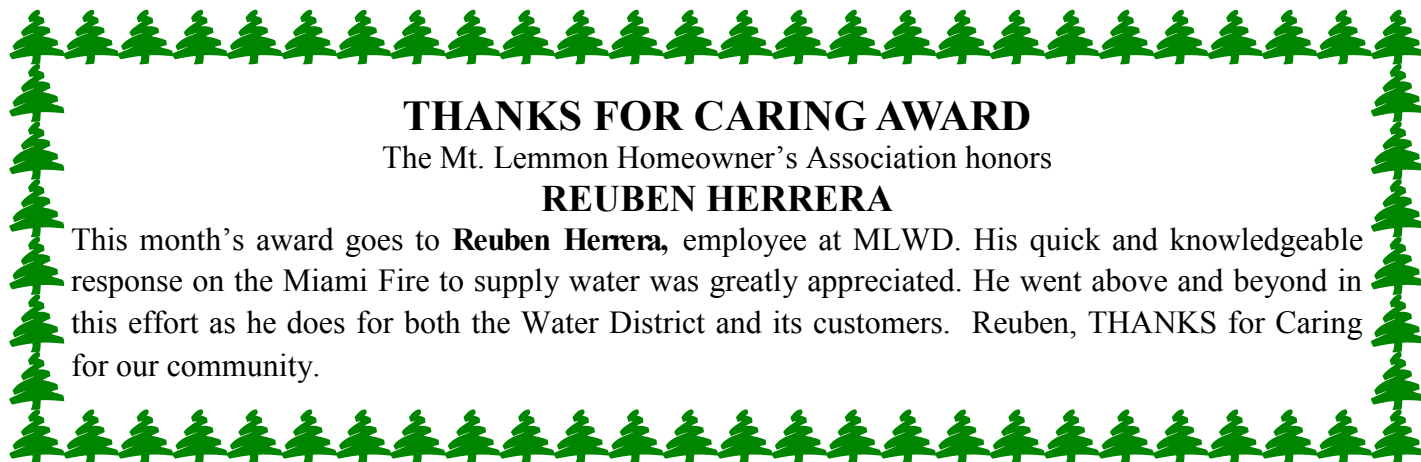 THANKS FOR CARING AWARD
The Mt. Lemmon Homeowner’s Association honors
REUBEN HERRERA
This month’s award goes to Reuben Herrera, employee at MLWD. His quick and knowledgeable
response on the Miami Fire to supply water was greatly appreciated. He went above and beyond in
this effort as he does for both the Water District and its customers.  Reuben, THANKS for Caring
for our community.